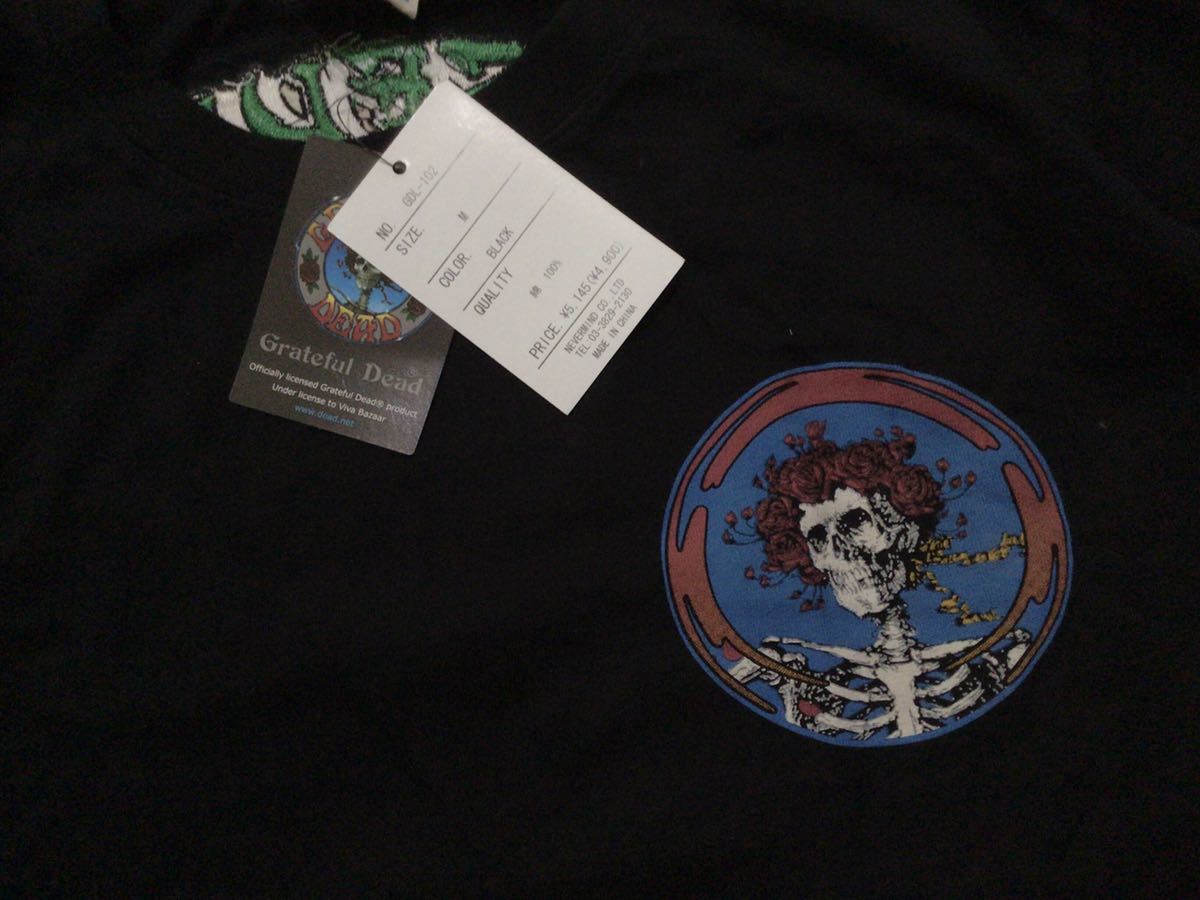 NO. GDL-102
SIZE. M
COLOR. BLACK
QUALITY
綿 100%
PRICE. ¥5,145(¥4,900)
NEVERMIND CO. LTD
TEL 03-3829-2130
MADE IN CHINA
DEAD
Grateful Dead®
Officially licensed Grateful Dead® product
Under license to Viva Bazaar
www.dead.net